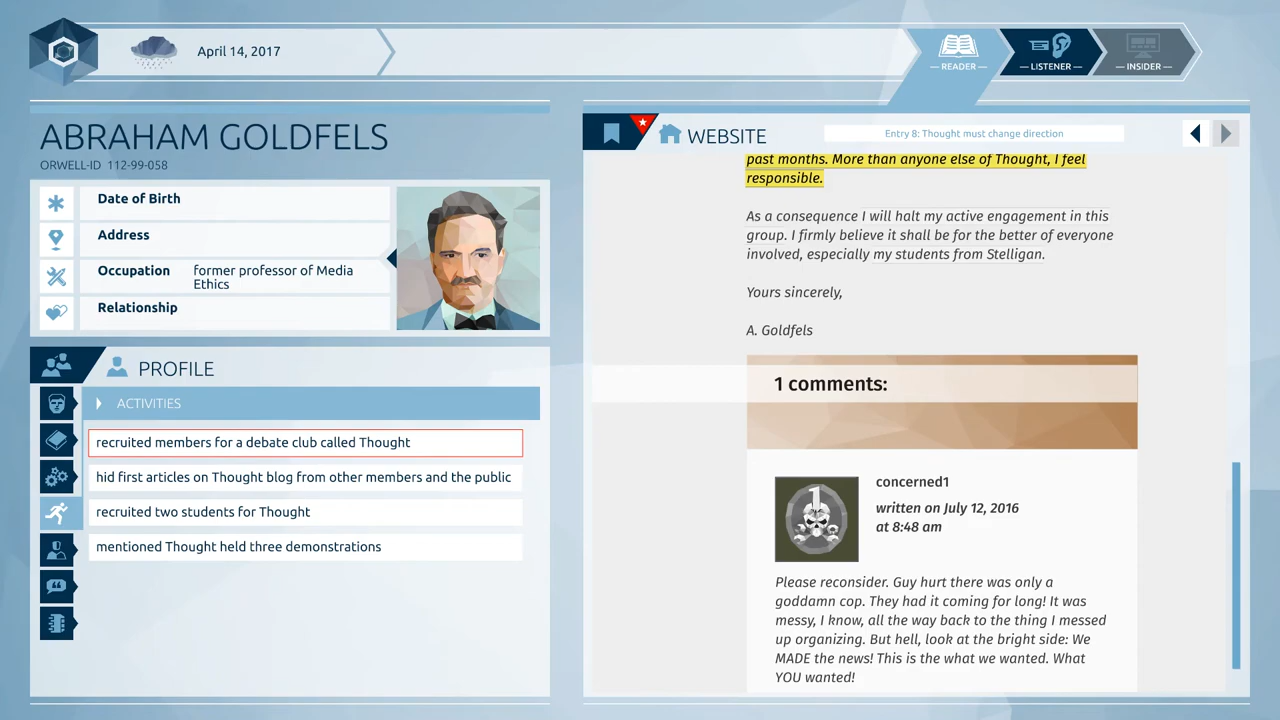 April 14, 2017
— READER —
— LISTENER —
— INSIDER —
ABRAHAM GOLDFELS
ORWELL-ID 112-99-058
Date of Birth
Address
Occupation former professor of Media
Ethics
Relationship
PROFILE
ACTIVITIES
recruited members for a debate club called Thought
hid first articles on Thought blog from other members and the public
recruited two students for Thought
mentioned Thought held three demonstrations
WEBSITE
Entry 8: Thought must change direction
past months. More than anyone else of Thought, I feel
responsible.
As a consequence I will halt my active engagement in this
group. I firmly believe it shall be for the better of everyone
involved, especially my students from Stelligan.
Yours sincerely,
A. Goldfels
1 comments:
1
concerned1
written on July 12, 2016
at 8:48 am
Please reconsider. Guy hurt there was only a
goddamn cop. They had it coming for long! It was
messy, I know, all the way back to the thing I messed
up organizing. But hell, look at the bright side: We
MADE the news! This is the what we wanted. What
YOU wanted!